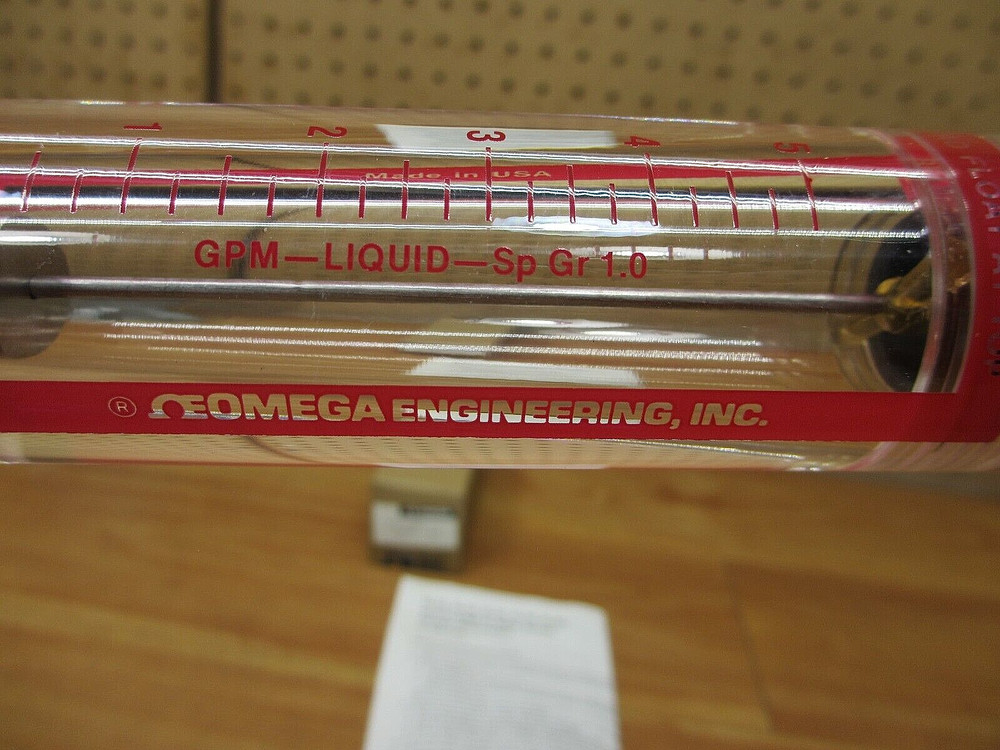 1 2 3 4 5
Made in USA
GPM—LIQUID—Sp Gr 1.0
® OMEGA ENGINEERING, INC.